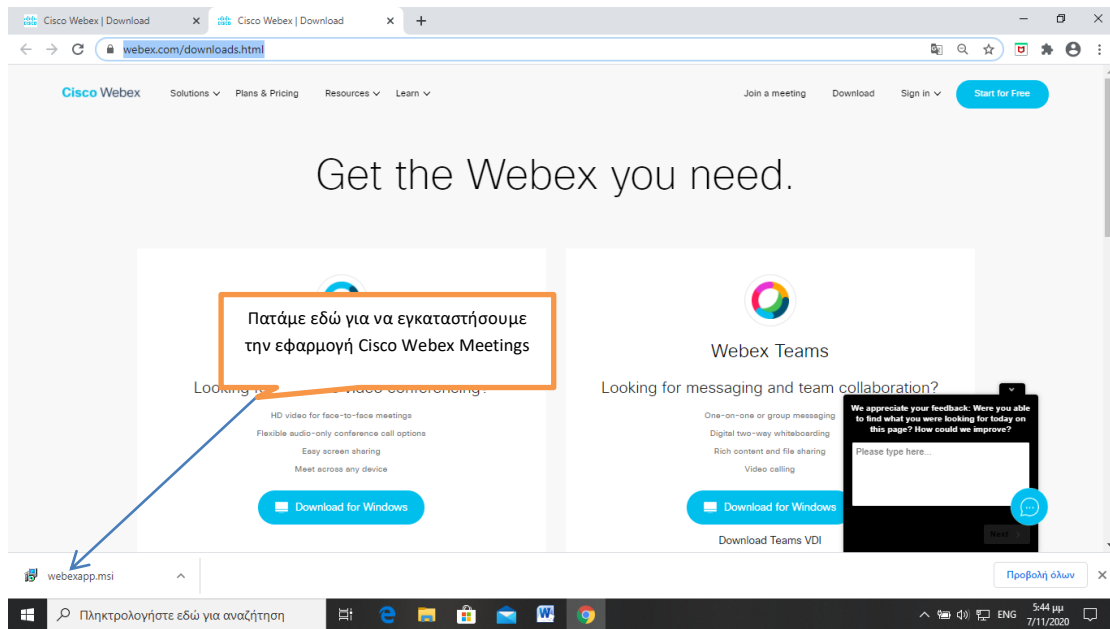 Cisco Webex | Download
Cisco Webex | Download
webex.com/downloads.html
Cisco Webex
Solutions
Plans & Pricing
Resources
Learn
Join a meeting
Download
Sign in
Start for Free
Get the Webex you need.
Πατάμε εδώ για να εγκαταστήσουμε
την εφαρμογή Cisco Webex Meetings
HD video for face-to-face meetings
Flexible audio-only conference call options
Easy screen sharing
Meet across any device
Download for Windows
Webex Teams
Looking for messaging and team collaboration?
One-on-one or group messaging
Digital two-way whiteboarding
Rich content and file sharing
Video calling
Download for Windows
Download Teams VDI
We appreciate your feedback: Were you able
to find what you were looking for today on
this page? How could we improve?
Please type here...
Next
webexapp.msi
Προβολή όλων
Πληκτρολογήστε εδώ για αναζήτηση
ENG
5:44 μμ
7/11/2020